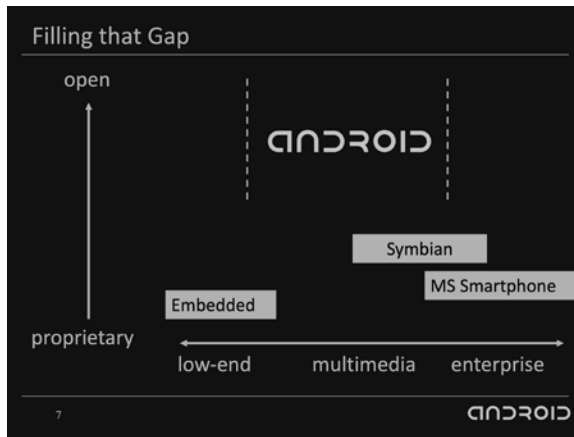 Filling that Gap
open
ANDROID
Symbian
MS Smartphone
Embedded
proprietary
low-end multimedia enterprise
7
ANDROID